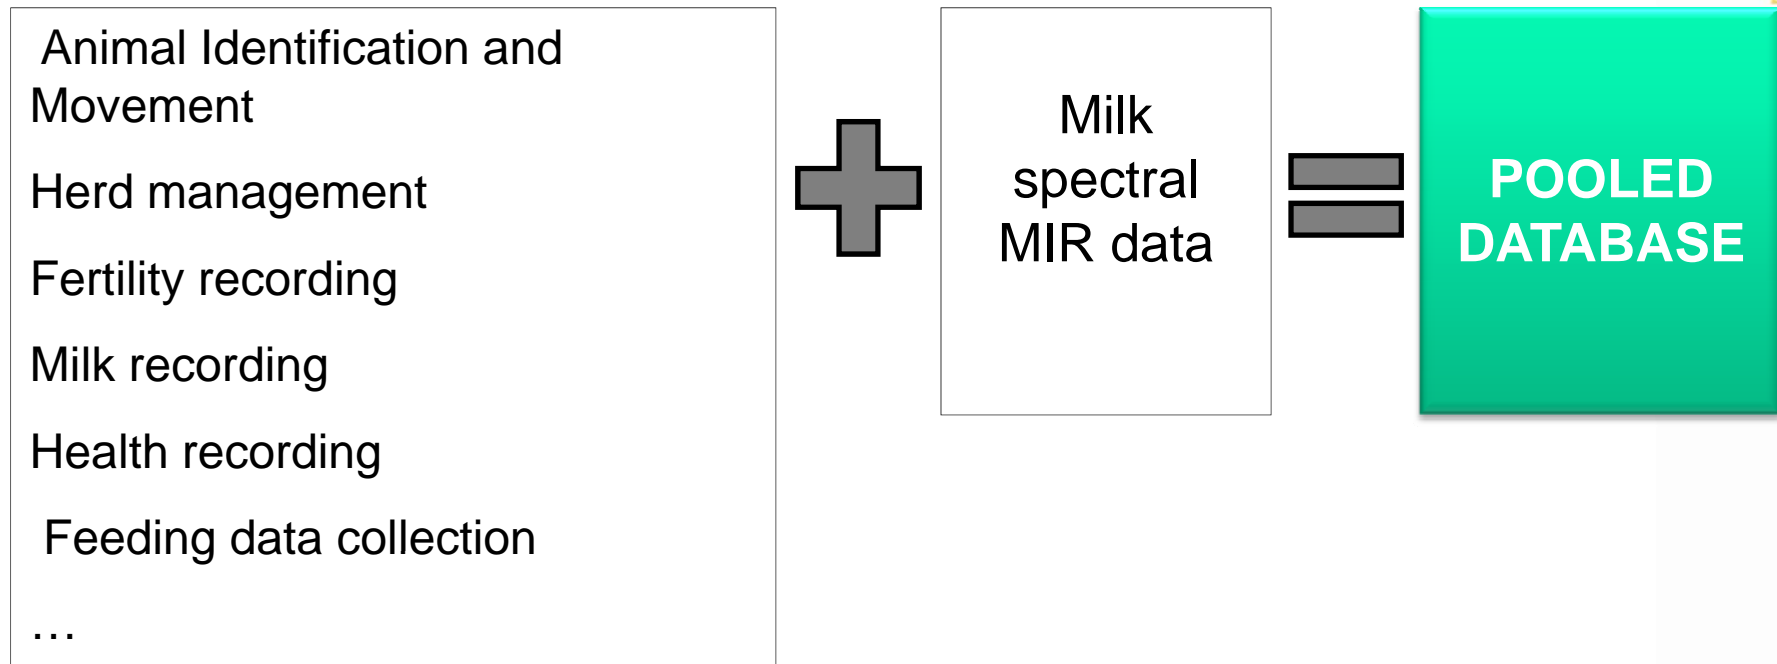 Animal Identification and
Movement
Herd management
Fertility recording
Milk recording
Health recording
Feeding data collection
…
Milk
spectral
MIR data
POOLED
DATABASE